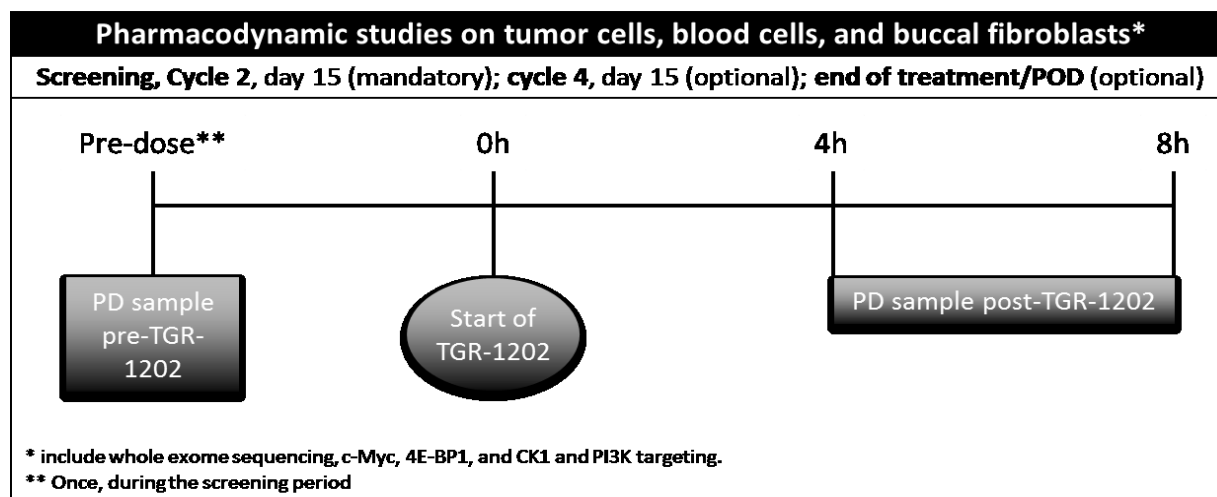 Pharmacodynamic studies on tumor cells, blood cells, and buccal fibroblasts*
Screening, Cycle 2, day 15 (mandatory); cycle 4, day 15 (optional); end of treatment/POD (optional)
Pre-dose** 0h 4h 8h
PD sample
pre-TGR-
1202
Start of
TGR-1202
PD sample post-TGR-1202
* include whole exome sequencing, c-Myc, 4E-BP1, and CK1 and PI3K targeting.
** Once, during the screening period